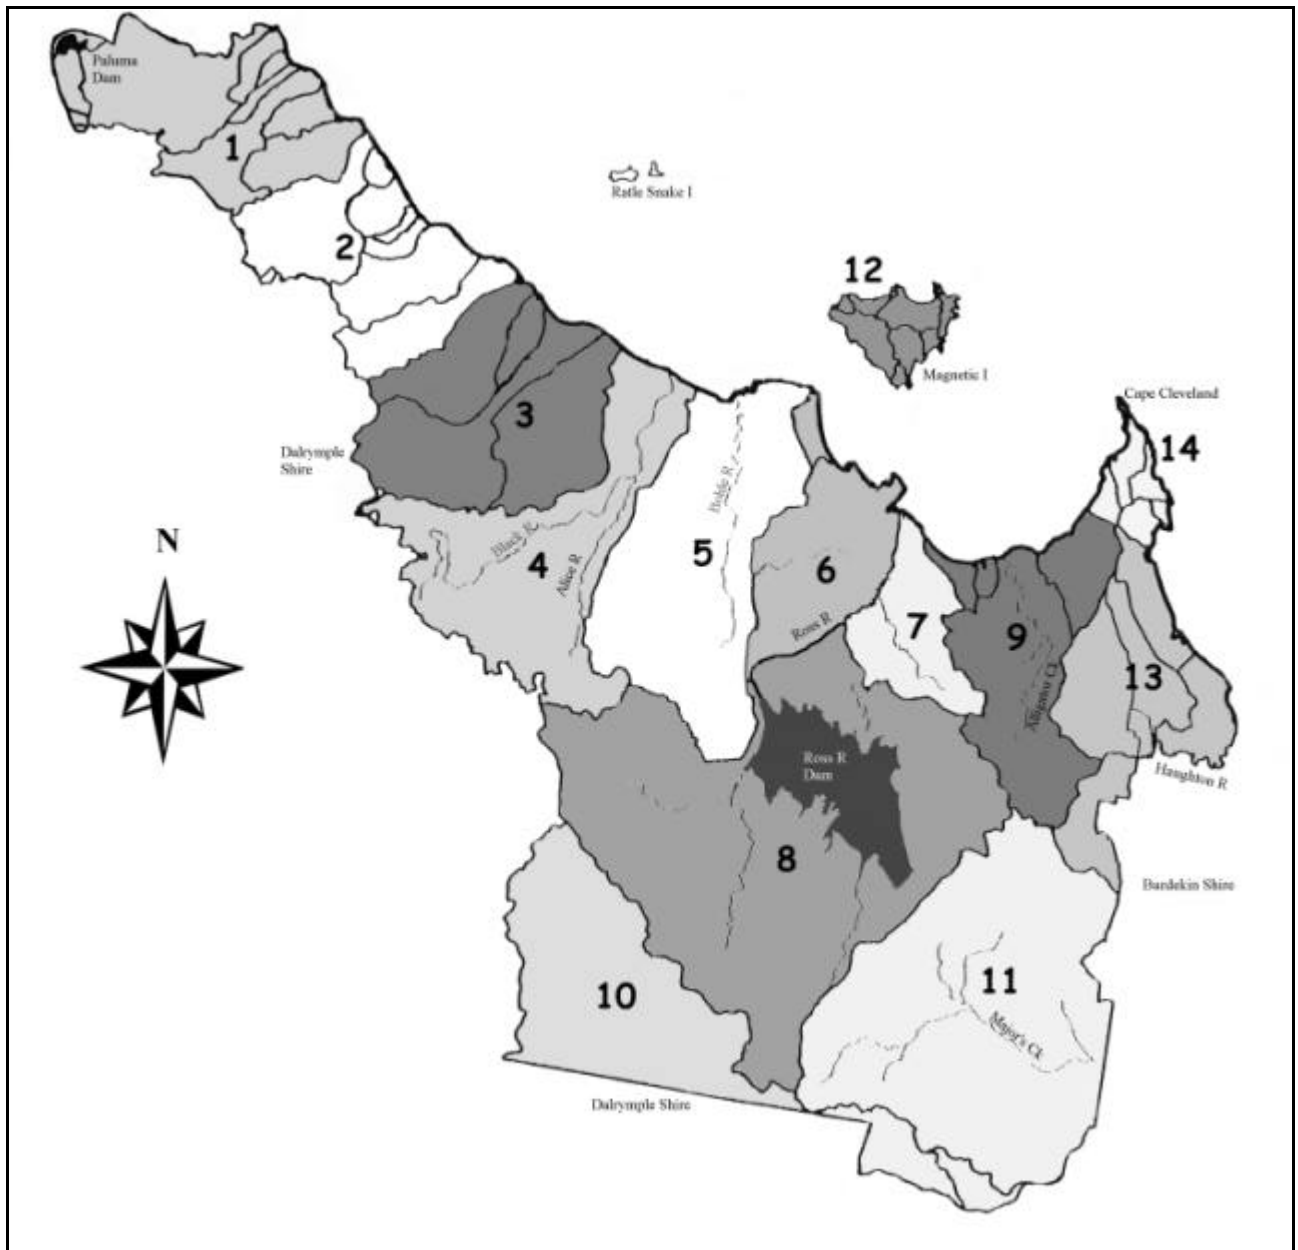 Paluma
Dam
1
Ratle Snake I
2
12
Magnetic I
Cape Cleveland
3
14
Dalrymple
Shire
Bohle R
N
Black R
4
Alice R
5
6
Ross R
7
9
Alligator Ck
13
Ross R
Dam
Haughton R
8
Burdekin Shire
10
11
Major's Ck
Dalrymple Shire